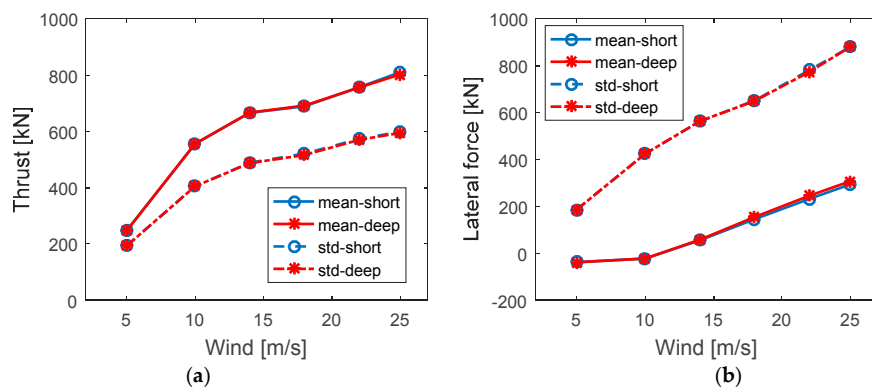 1000
800
600
400
200
0
Thrust [kN]
mean-short
mean-deep
std-short
std-deep
5 10 15 20 25
Wind [m/s]
(a)
1000
800
600
400
200
0
-200
Lateral force [kN]
mean-short
mean-deep
std-short
std-deep
5 10 15 20 25
Wind [m/s]
(b)